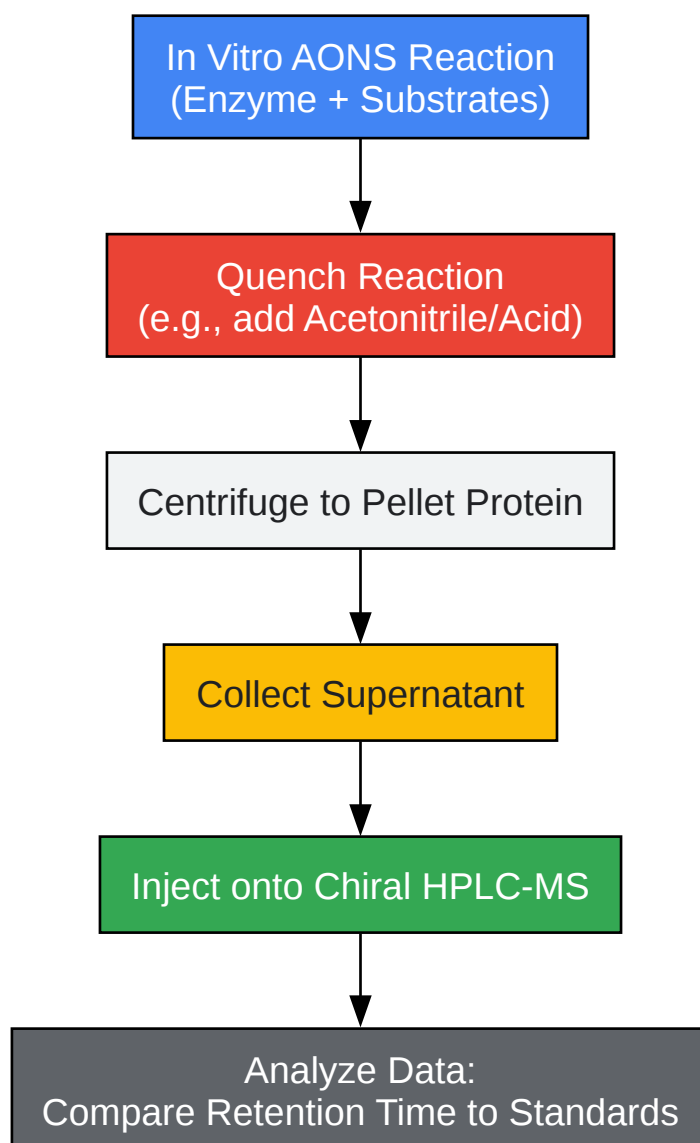 In Vitro AONS Reaction
(Enzyme + Substrates)
Quench Reaction
(e.g., add Acetonitrile/Acid)
Centrifuge to Pellet Protein
Collect Supernatant
Inject onto Chiral HPLC-MS
Analyze Data:
Compare Retention Time to Standards